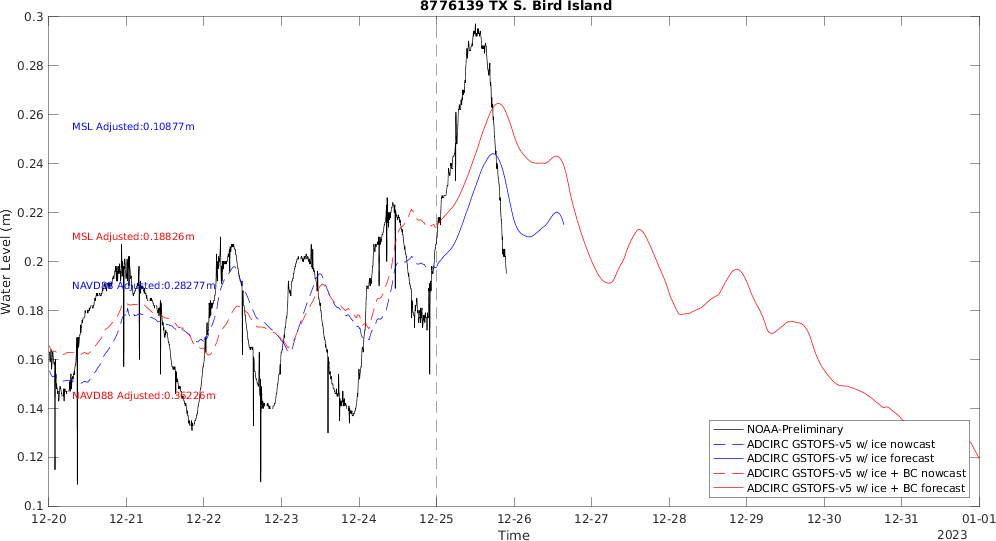 8776139 TX S. Bird Island
Water Level (m)
0.3
0.28
0.26
0.24
0.22
0.2
0.18
0.16
0.14
0.12
0.1
MSL Adjusted:0.10877m
MSL Adjusted:0.18826m
NAVD88 Adjusted:0.28277m
NAVD88 Adjusted:0.36226m
NOAA-Preliminary
ADCIRC GSTOFS-v5 w/ ice nowcast
ADCIRC GSTOFS-v5 w/ ice forecast
ADCIRC GSTOFS-v5 w/ ice + BC nowcast
ADCIRC GSTOFS-v5 w/ ice + BC forecast
12-20 12-21 12-22 12-23 12-24 12-25 12-26 12-27 12-28 12-29 12-30 12-31 01-01
Time
2023